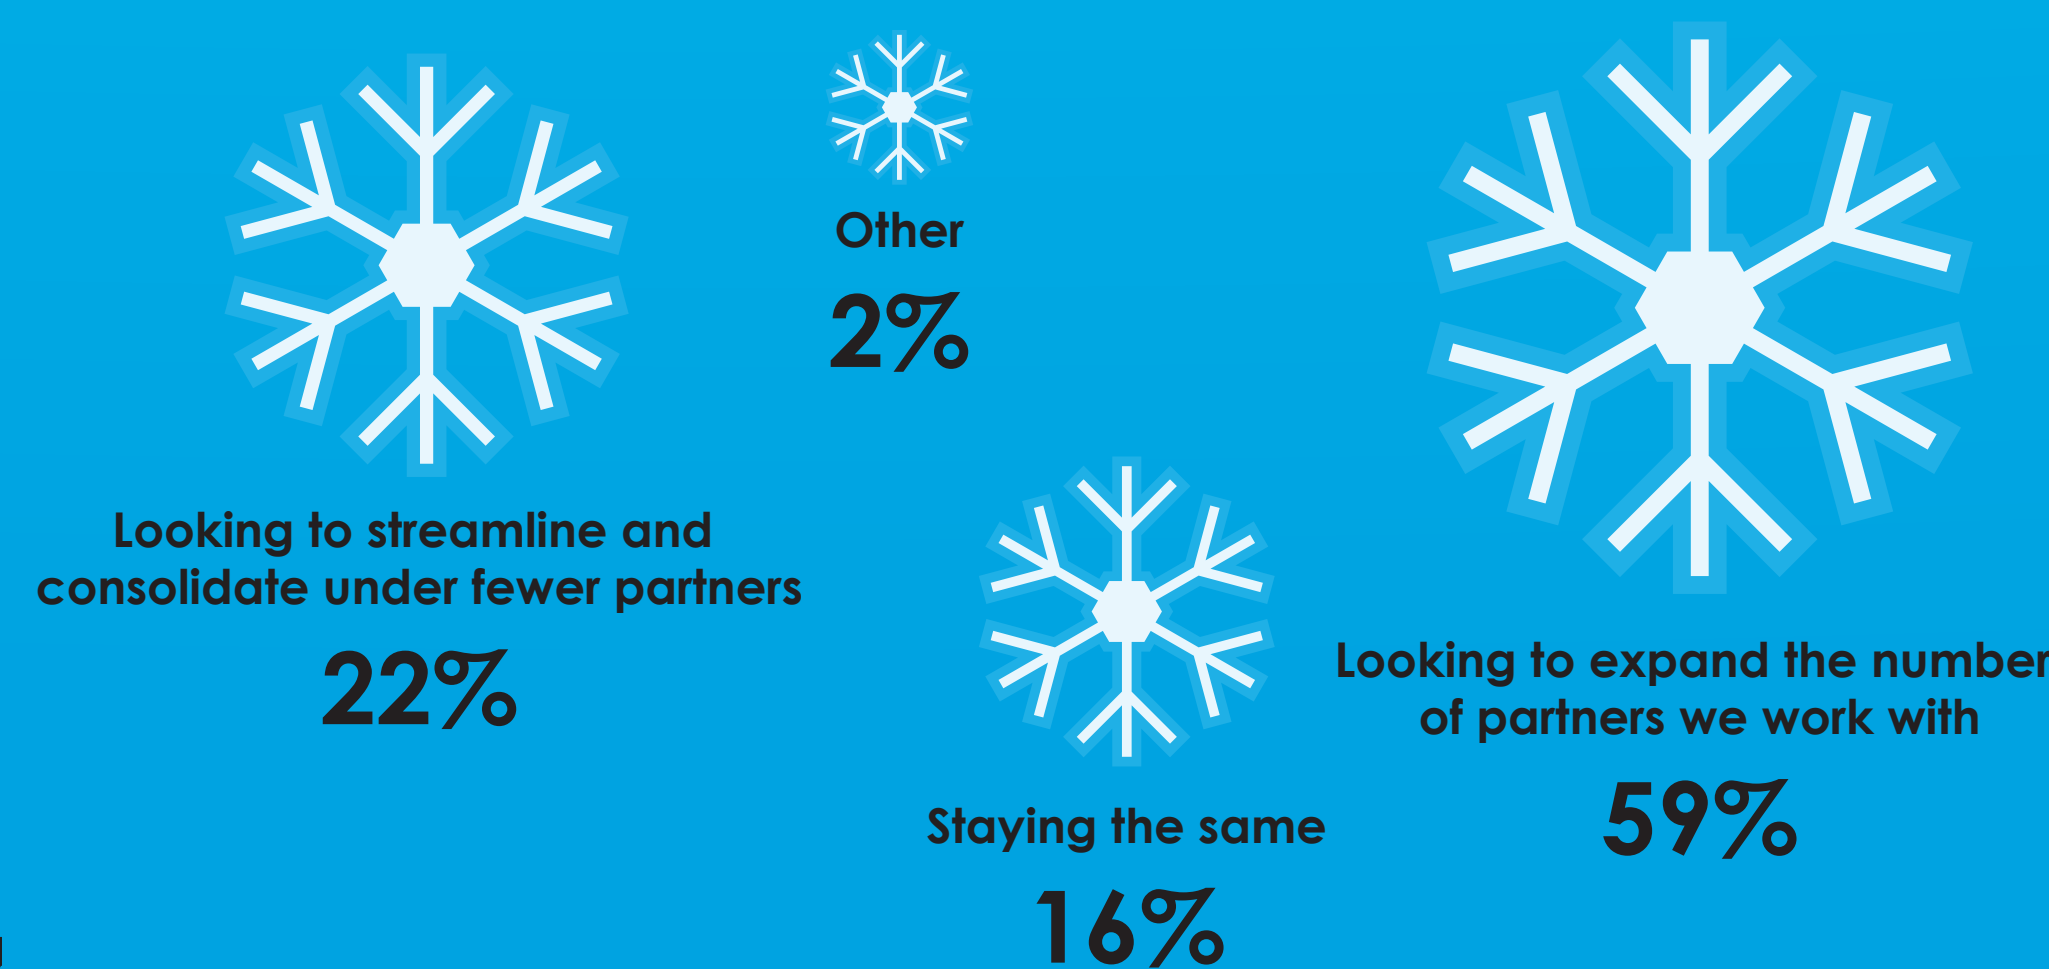 Other
2%
Looking to streamline and
consolidate under fewer partners
22%
Looking to expand the number
of partners we work with
59%
Staying the same
16%